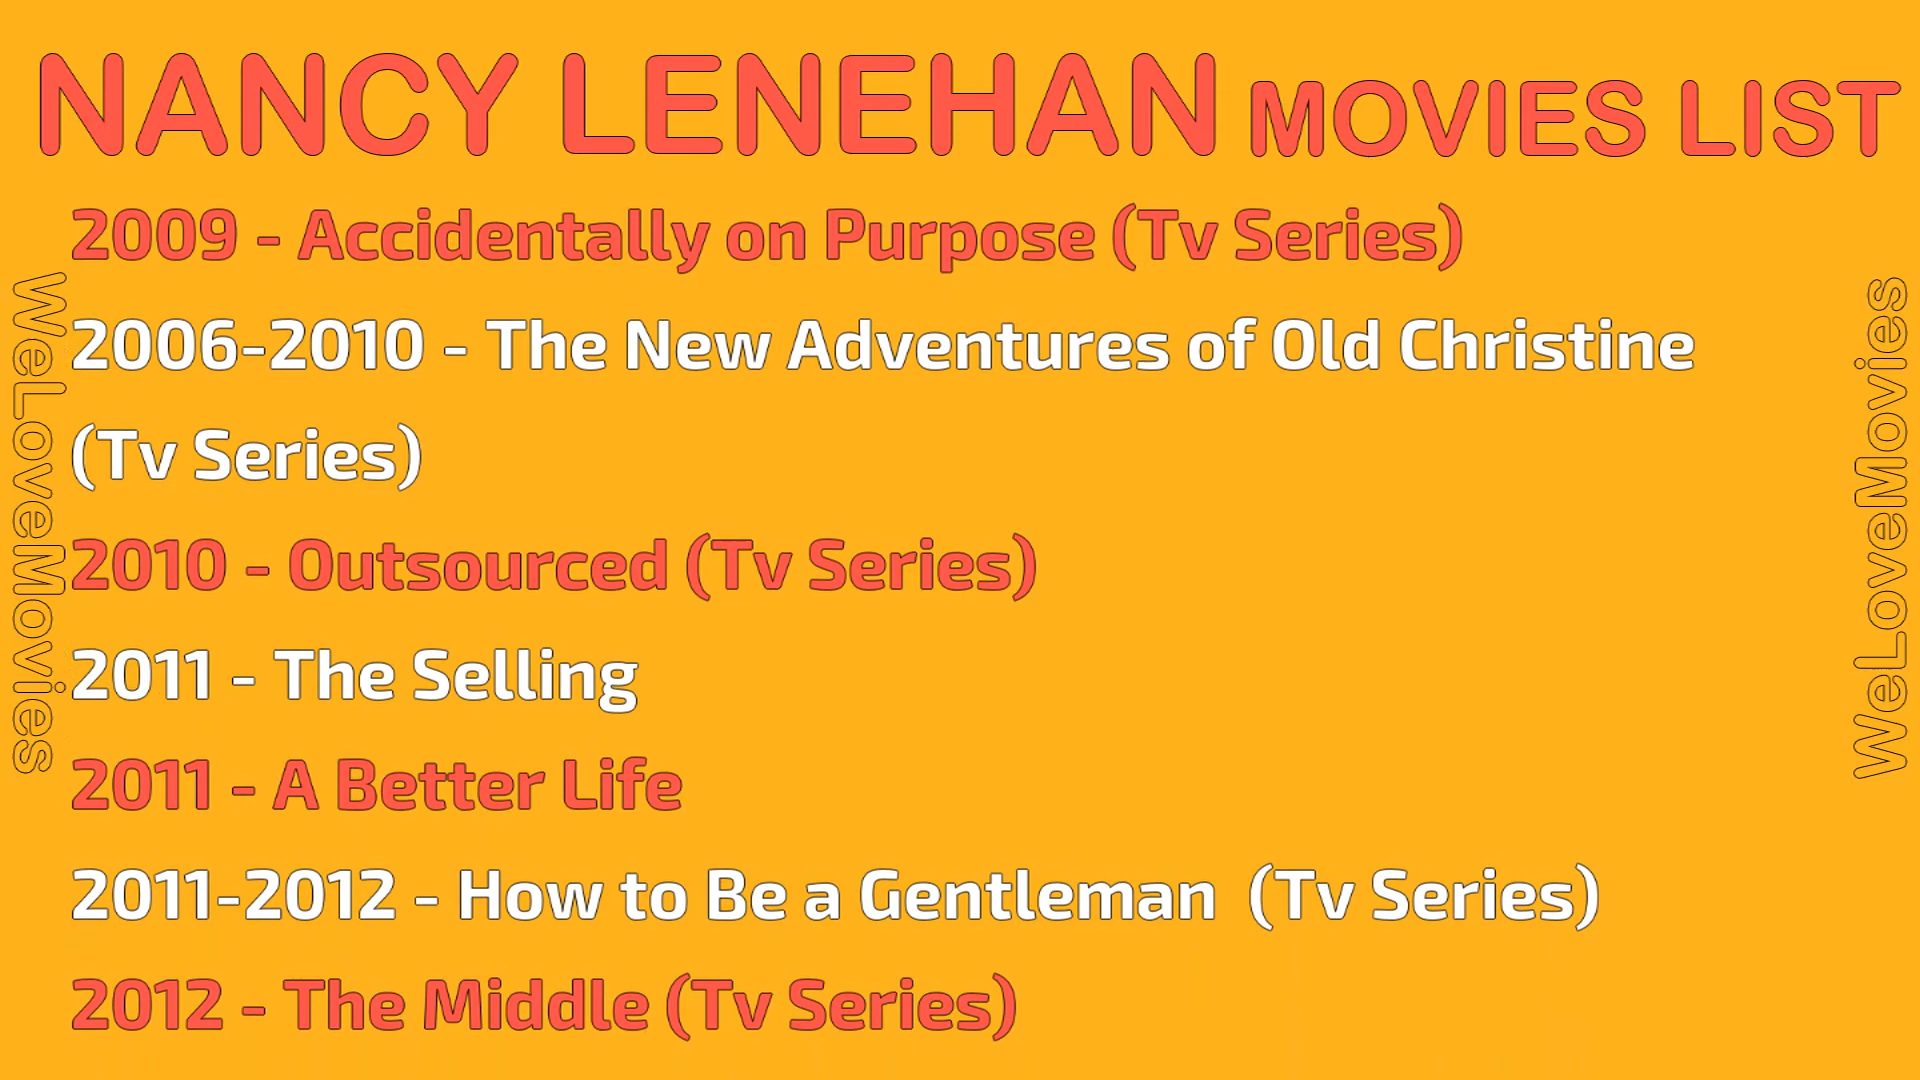 NANCY LENEHAN MOVIES LIST
2009 - Accidentally on Purpose (Tv Series)
2006-2010 - The New Adventures of Old Christine
(Tv Series)
2010 - Outsourced (Tv Series)
2011 - The Selling
2011 - A Better Life
2011-2012 - How to Be a Gentleman  (Tv Series)
2012 - The Middle (Tv Series)
WeLoveMovies
WeLoveMovies